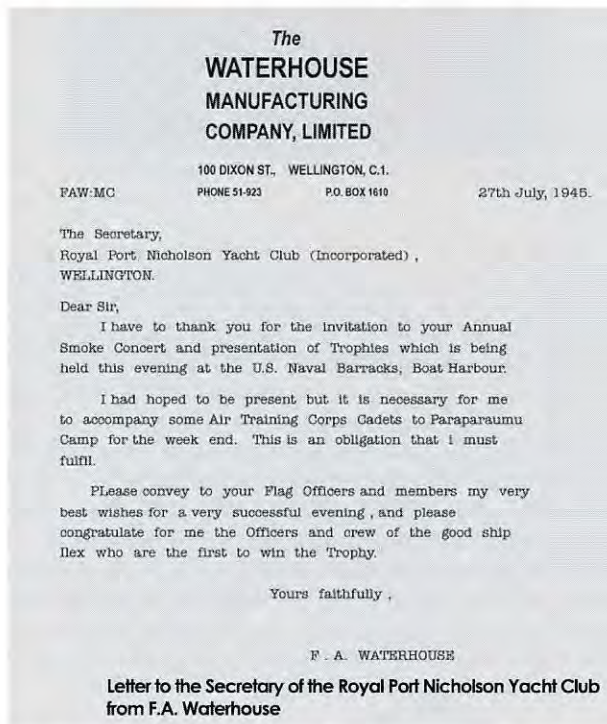 The
WATERHOUSE
MANUFACTURING
COMPANY, LIMITED
100 DIXON ST., WELLINGTON, C.1.
FAW:MC PHONE 51-923 P.O. BOX 1610 27th July, 1945.
The Secretary,
Royal Port Nicholson Yacht Club (Incorporated) ,
WELLINGTON.
Dear Sir,
I have to thank you for the invitation to your Annual
Smoke Concert and presentation of Trophies which is being
held this evening at the U.S. Naval Barracks, Boat Harbour.
I had hoped to be present but it is necessary for me
to accompany some Air Training Corps Cadets to Paraparaumu
Camp for the week end. This is an obligation that i must
fulfil.
PLease convey to your Flag Officers and members my very
best wishes for a very successful evening , and please
congratulate for me the Officers and crew of the good ship
Ilex who are the first to win the Trophy.
Yours faithfully ,
F . A. WATERHOUSE
Letter to the Secretary of the Royal Port Nicholson Yacht Club
from F.A. Waterhouse